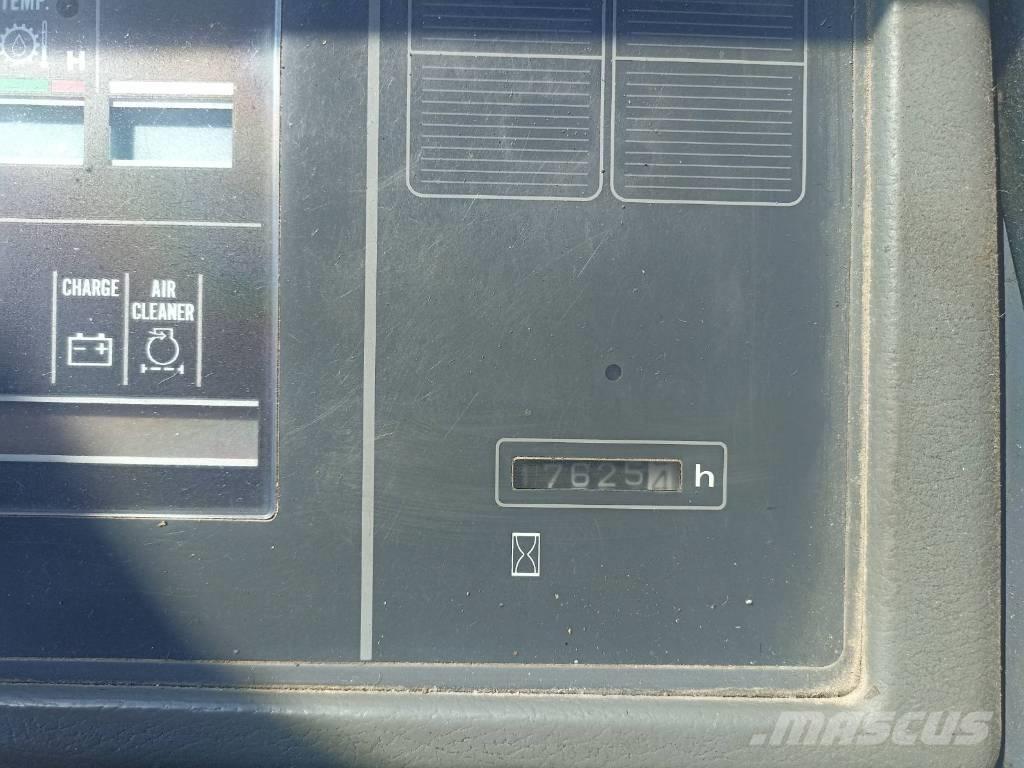 TEMP.
H
CHARGE
AIR
CLEANER
7625 h
mascus